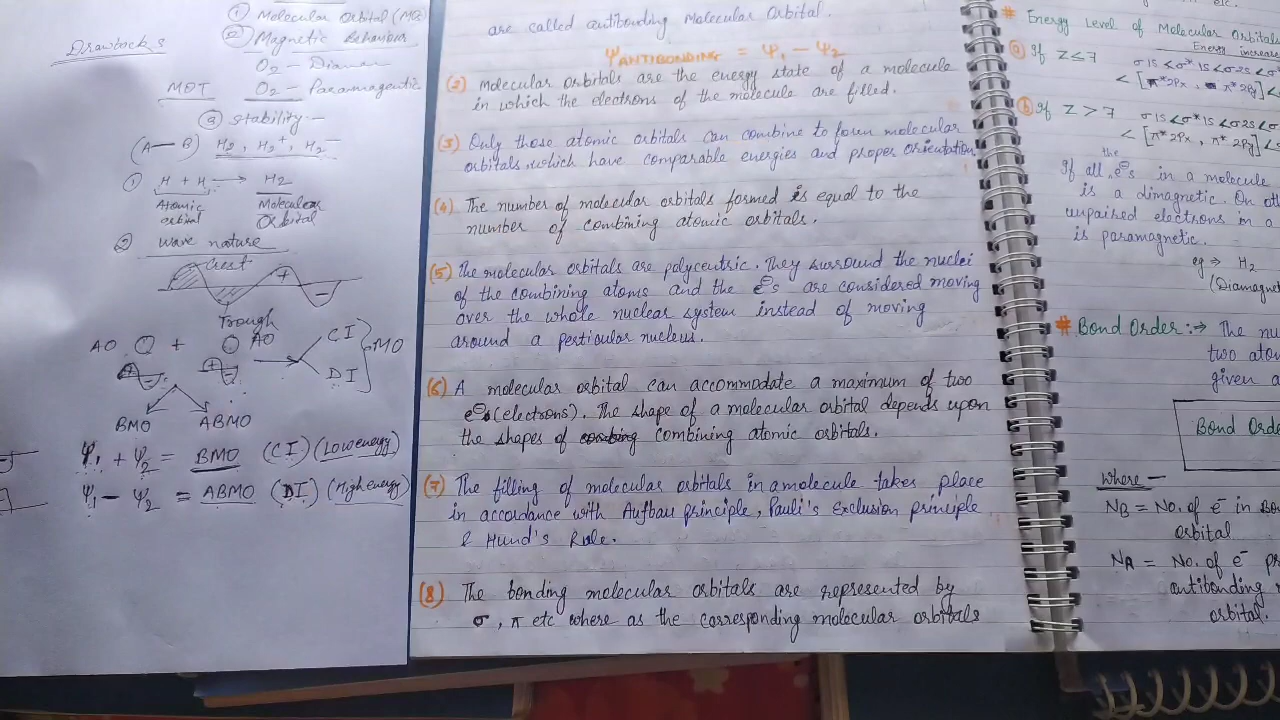 ① Molecular Orbital (MO)
Drawbacks
② Magnetic Behaviour
O₂ –
MOT
O₂ – Paramagnetic
③ stability:-
(A—B) H₂, H₂⁺, H₂⁻
① H + H → H₂
Atomic orbital
Molecular Orbital
② wave nature
Crest
+
–
Trough
AO + AO
CI
DI
MO
BMO ABMO
ψ₁ + ψ₂ = BMO (CI) (Low energy)
ψ₁ – ψ₂ = ABMO (DI) (High energy)
are called antibonding Molecular Orbital.
ΨANTIBONDING = Ψ₁ – Ψ₂
(2) Molecular orbitals are the energy state of a molecule
in which the electrons of the molecule are filled.
(3) Only those atomic orbitals can combine to form molecular
orbitals which have comparable energies and proper orientation
(4) The number of molecular orbitals formed is equal to the
number of combining atomic orbitals.
(5) The molecular orbitals are polycentric. They surround the nuclei
of the combining atoms and the e⊖s are considered moving
over the whole nuclear system instead of moving
around a perticular nucleus.
(6) A molecular orbital can accommodate a maximum of two
e⊖s (electrons). The shape of a molecular orbital depends upon
the shapes of combining atomic orbitals.
(7) The filling of molecular orbitals in a molecule takes place
in accordance with Aufbau principle, Pauli's Exclusion principle
& Hund's Rule.
(8) The bonding molecular orbitals are represented by
σ, π etc where as the corresponding molecular orbitals
etc.
# Energy Level of Molecular Orbitals
Energy increase
(a) If Z≤7 σ1s<σ*1s<σ2s<σ*
< [π*2Px, π*2Py] <
(b) If Z > 7 σ1s<σ*1s<σ2s<σ
< [π*2Px, π*2Py] <
If all the e⊖s in a molecule
is a dimagnetic. On
unpaired electrons in a
is paramagnetic.
eg → H₂
(Diamagnet
# Bond Order :→ The nu
two ato
given
Bond Orde
where –
NB = No. of e⁻ in Bo
orbital
NA = No. of e⁻ pr
antibonding
orbital.